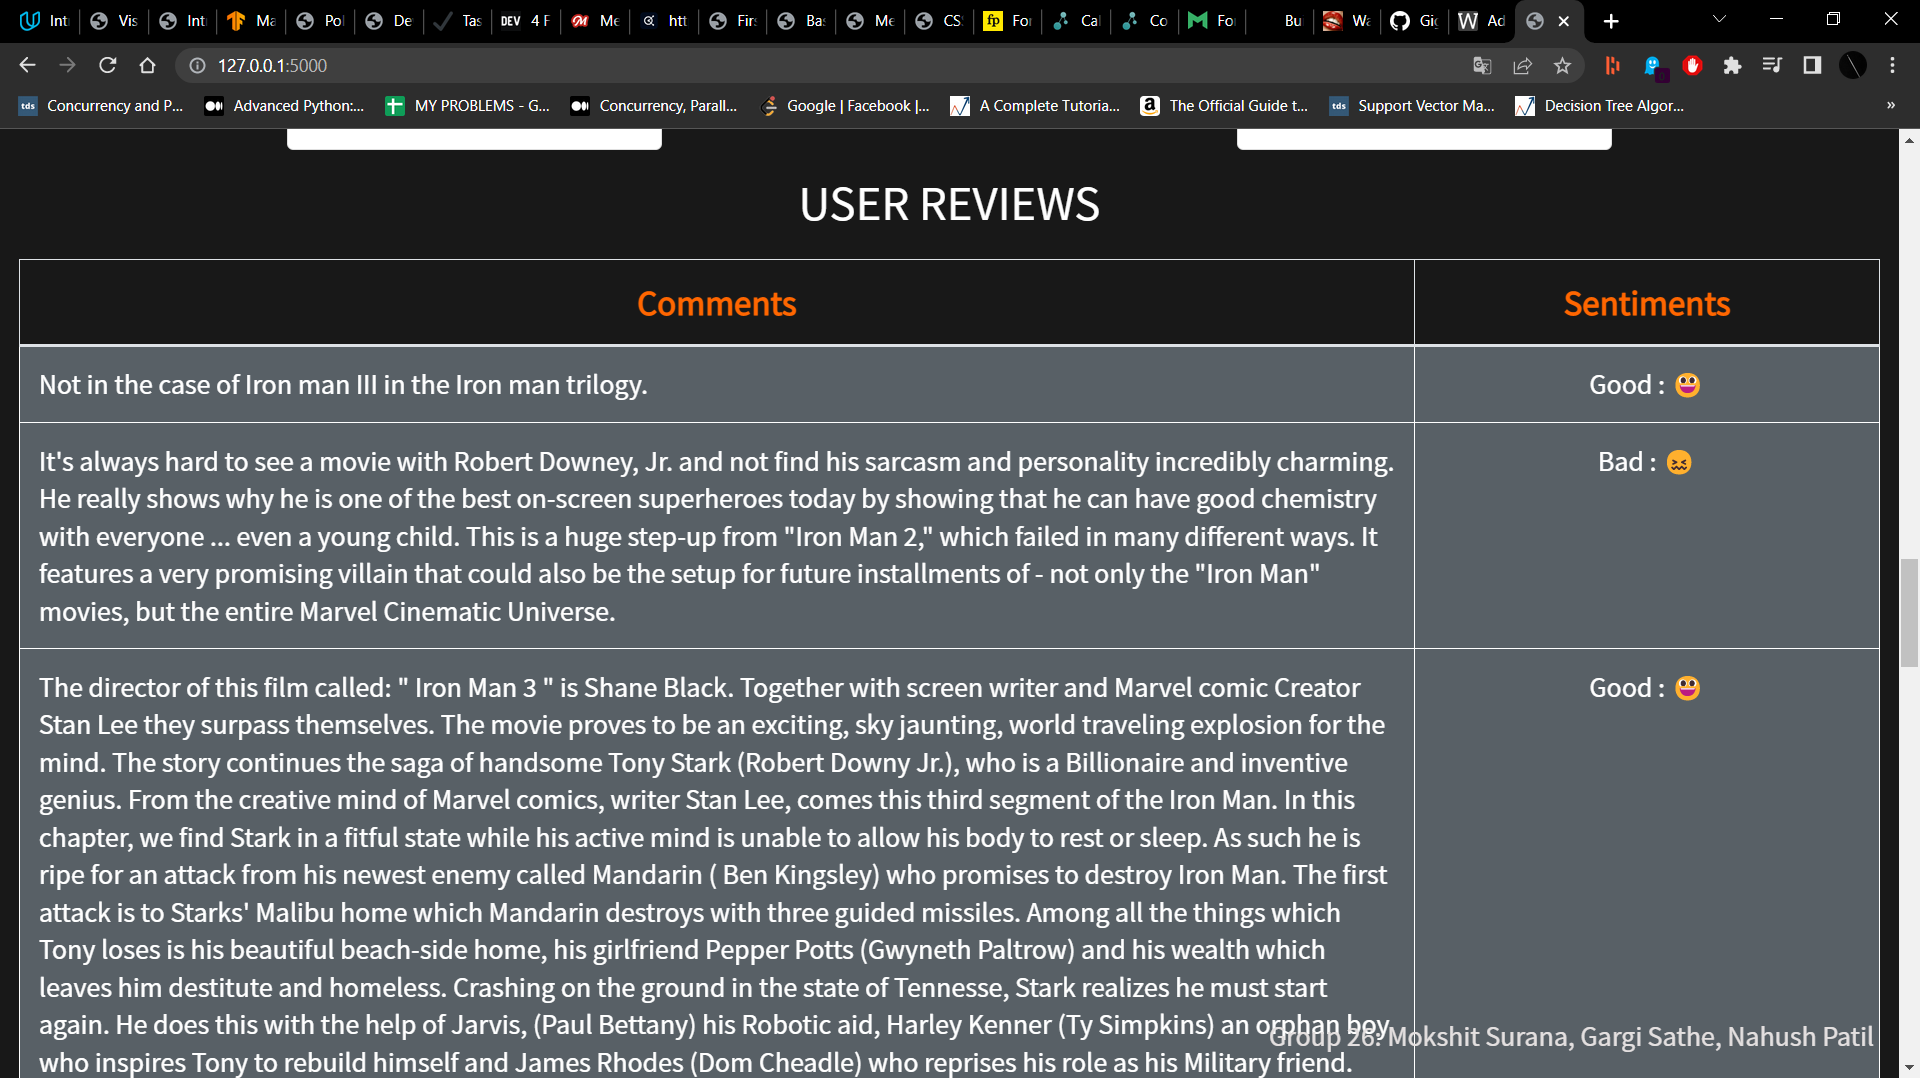 Inte
Vis
Intr
Ma
Pol
De
Tas
DEV 4 F
Me
htt
Firs
Bas
Me
CS
fp For
Cal
Co
For
Bu
Wa
Gig
W Ad
127.0.0.1:5000
tds Concurrency and P...
Advanced Python:...
MY PROBLEMS - G...
Concurrency, Parall...
Google | Facebook |...
A Complete Tutoria...
a The Official Guide t...
tds Support Vector Ma...
Decision Tree Algor...
»
USER REVIEWS
Comments
Sentiments
Not in the case of Iron man III in the Iron man trilogy.
Good : 😀
It's always hard to see a movie with Robert Downey, Jr. and not find his sarcasm and personality incredibly charming.
He really shows why he is one of the best on-screen superheroes today by showing that he can have good chemistry
with everyone ... even a young child. This is a huge step-up from "Iron Man 2," which failed in many different ways. It
features a very promising villain that could also be the setup for future installments of - not only the "Iron Man"
movies, but the entire Marvel Cinematic Universe.
Bad : 😖
The director of this film called: " Iron Man 3 " is Shane Black. Together with screen writer and Marvel comic Creator
Stan Lee they surpass themselves. The movie proves to be an exciting, sky jaunting, world traveling explosion for the
mind. The story continues the saga of handsome Tony Stark (Robert Downy Jr.), who is a Billionaire and inventive
genius. From the creative mind of Marvel comics, writer Stan Lee, comes this third segment of the Iron Man. In this
chapter, we find Stark in a fitful state while his active mind is unable to allow his body to rest or sleep. As such he is
ripe for an attack from his newest enemy called Mandarin ( Ben Kingsley) who promises to destroy Iron Man. The first
attack is to Starks' Malibu home which Mandarin destroys with three guided missiles. Among all the things which
Tony loses is his beautiful beach-side home, his girlfriend Pepper Potts (Gwyneth Paltrow) and his wealth which
leaves him destitute and homeless. Crashing on the ground in the state of Tennesse, Stark realizes he must start
again. He does this with the help of Jarvis, (Paul Bettany) his Robotic aid, Harley Kenner (Ty Simpkins) an orphan boy
who inspires Tony to rebuild himself and James Rhodes (Dom Cheadle) who reprises his role as his Military friend.
Good : 😀
Group 26: Mokshit Surana, Gargi Sathe, Nahush Patil